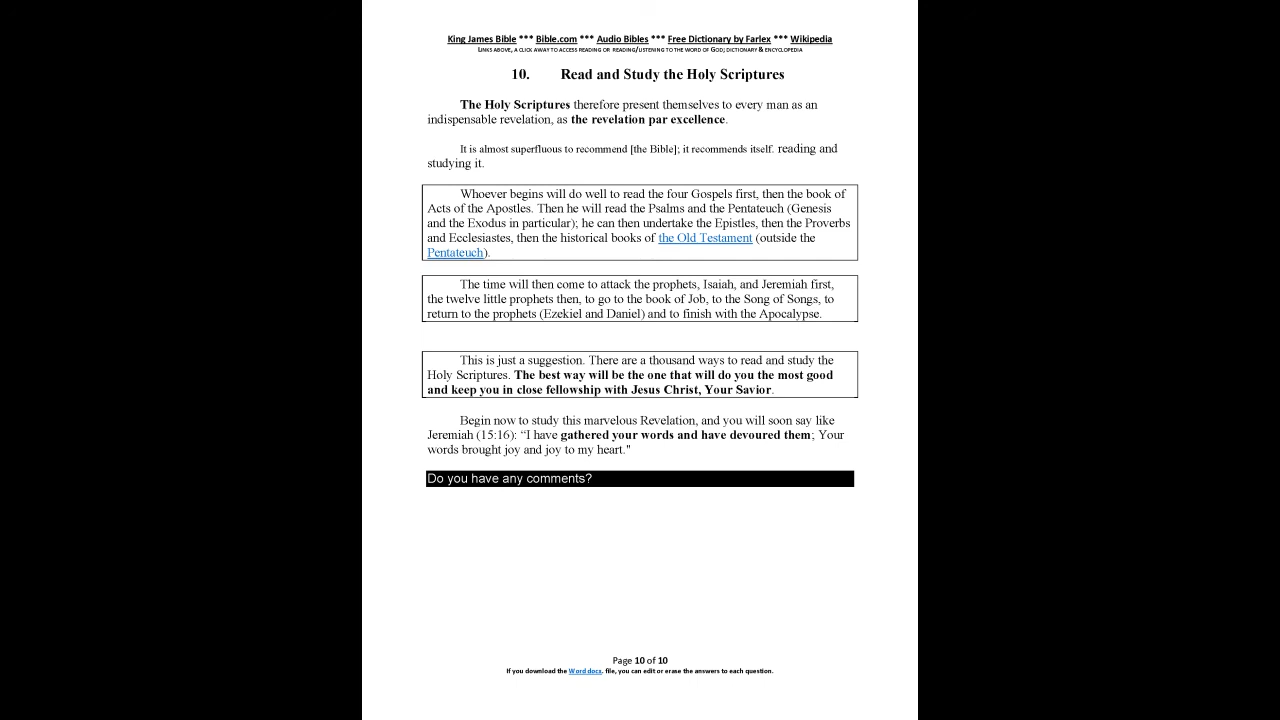 King James Bible *** Bible.com *** Audio Bibles *** Free Dictionary by Farlex *** Wikipedia
Links above, a click away to access reading or reading/listening to the word of God; dictionary & encyclopedia
10. Read and Study the Holy Scriptures
The Holy Scriptures therefore present themselves to every man as an
indispensable revelation, as the revelation par excellence.
It is almost superfluous to recommend [the Bible]; it recommends itself. reading and
studying it.
Whoever begins will do well to read the four Gospels first, then the book of
Acts of the Apostles. Then he will read the Psalms and the Pentateuch (Genesis
and the Exodus in particular); he can then undertake the Epistles, then the Proverbs
and Ecclesiastes, then the historical books of the Old Testament (outside the
Pentateuch).
The time will then come to attack the prophets, Isaiah, and Jeremiah first,
the twelve little prophets then, to go to the book of Job, to the Song of Songs, to
return to the prophets (Ezekiel and Daniel) and to finish with the Apocalypse.
This is just a suggestion. There are a thousand ways to read and study the
Holy Scriptures. The best way will be the one that will do you the most good
and keep you in close fellowship with Jesus Christ, Your Savior.
Begin now to study this marvelous Revelation, and you will soon say like
Jeremiah (15:16): “I have gathered your words and have devoured them; Your
words brought joy and joy to my heart."
Do you have any comments?
Page 10 of 10
If you download the Word docx. file, you can edit or erase the answers to each question.